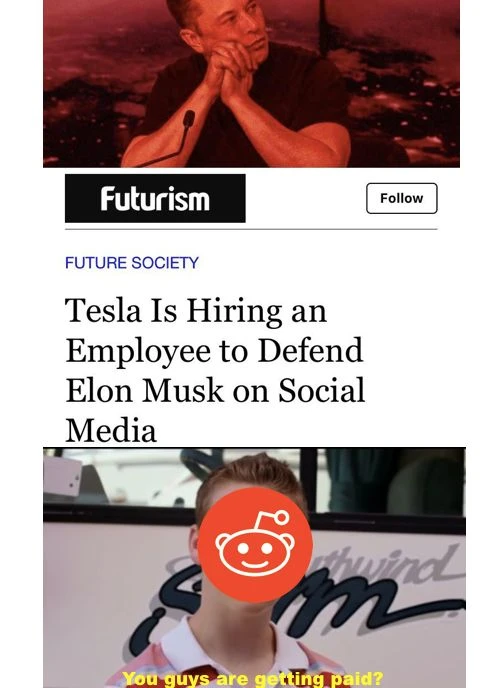 Futurism
Follow
FUTURE SOCIETY
Tesla Is Hiring an
Employee to Defend
Elon Musk on Social
Media
thwind
You guys are getting paid?